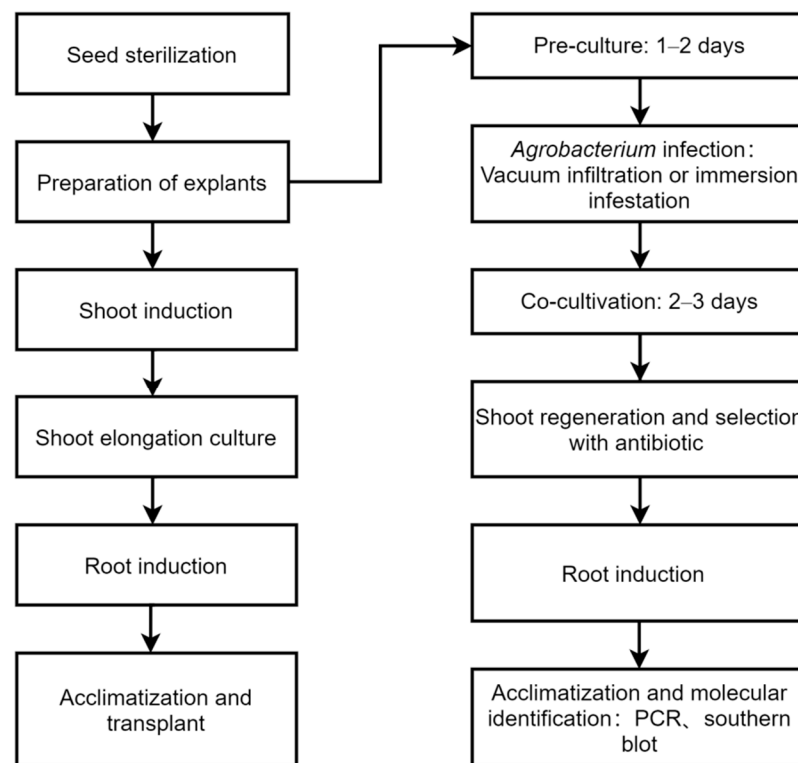 Seed sterilization
Preparation of explants
Shoot induction
Shoot elongation culture
Root induction
Acclimatization and
transplant
Pre-culture: 1–2 days
Agrobacterium infection：
Vacuum infiltration or immersion
infestation
Co-cultivation: 2–3 days
Shoot regeneration and selection
with antibiotic
Root induction
Acclimatization and molecular
identification：PCR、southern
blot